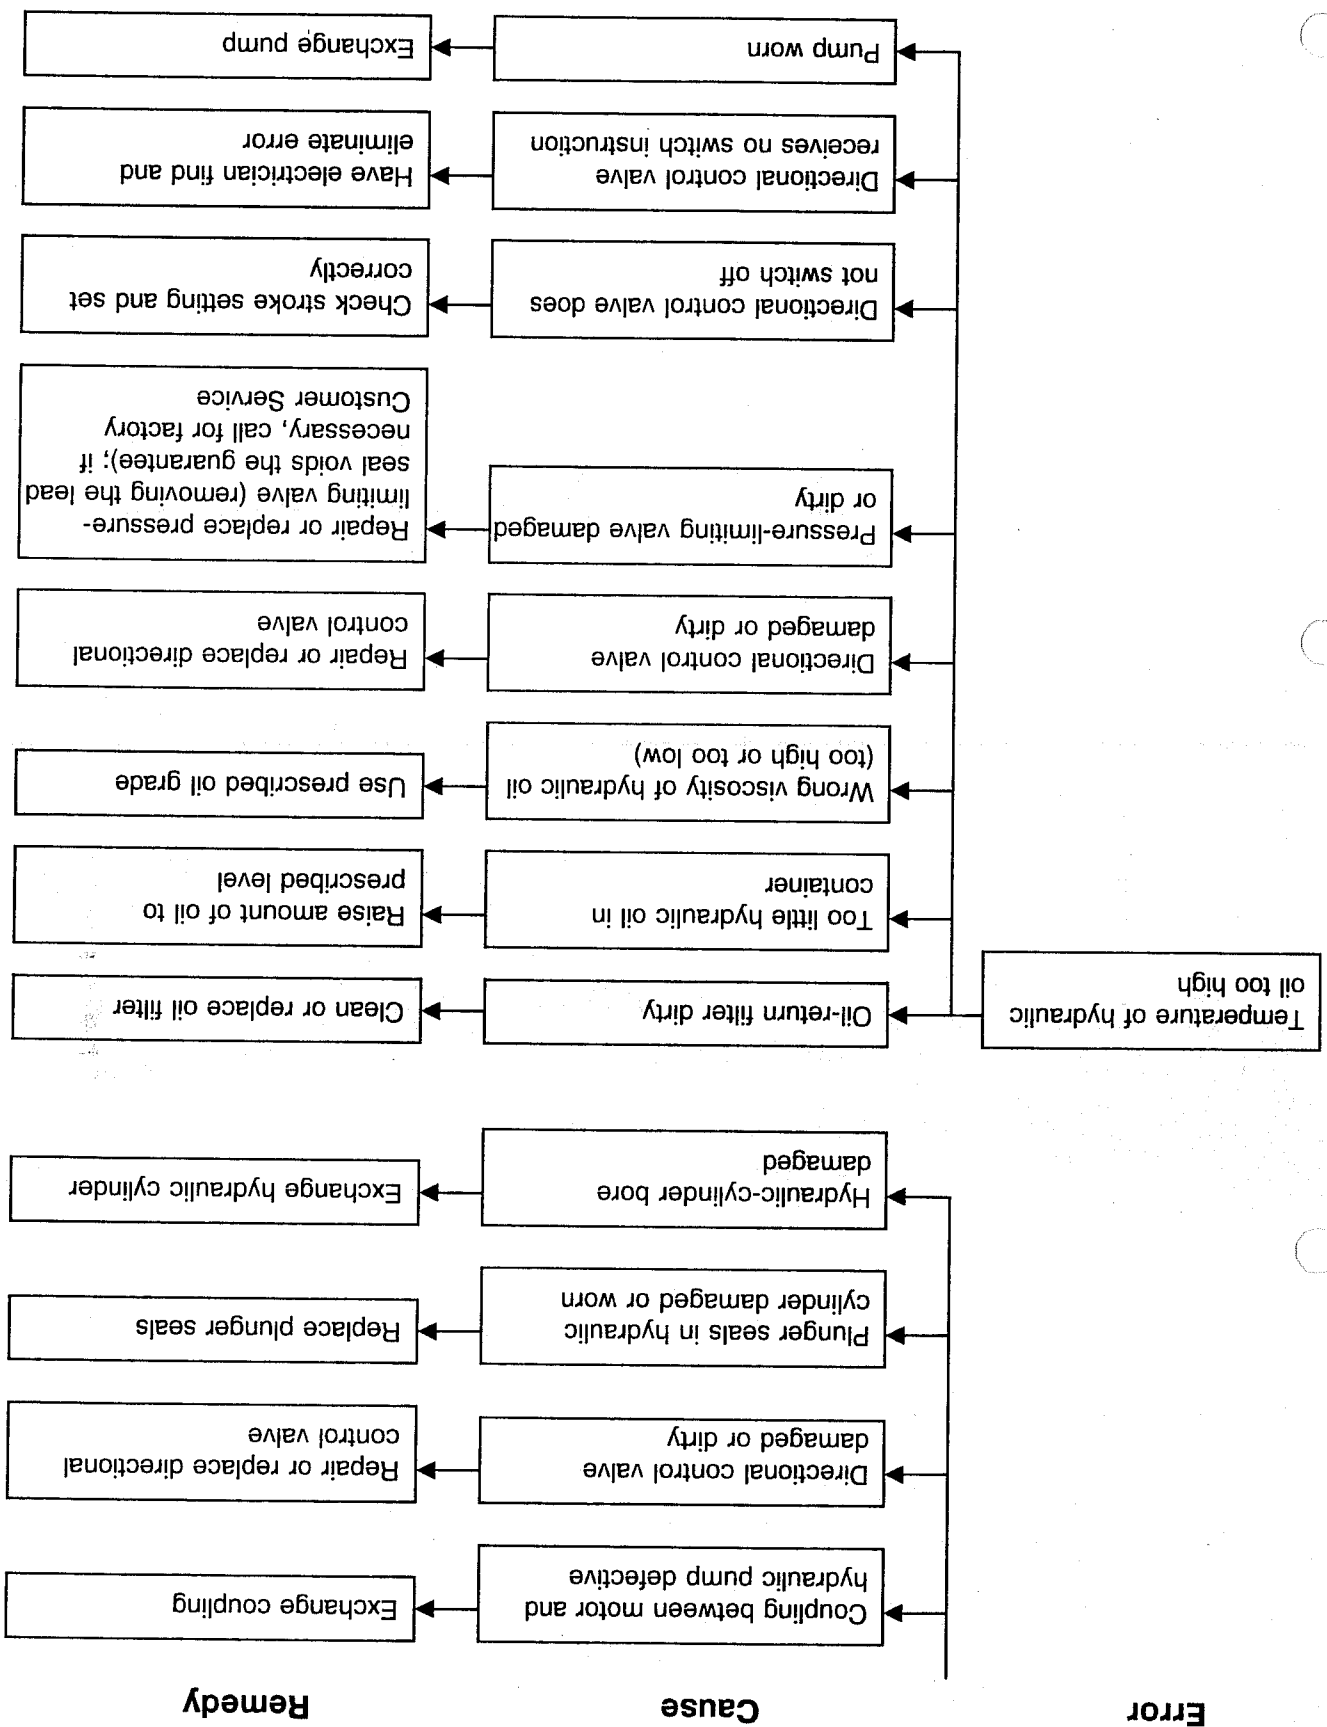 Error
Cause
Remedy
Coupling between motor and
hydraulic pump defective
Exchange coupling
Directional control valve
damaged or dirty
Repair or replace directional
control valve
Plunger seals in hydraulic
cylinder damaged or worn
Replace plunger seals
Hydraulic-cylinder bore
damaged
Exchange hydraulic cylinder
Temperature of hydraulic
oil too high
Oil-return filter dirty
Clean or replace oil filter
Too little hydraulic oil in oil
container
Raise amount of oil to
prescribed level
Wrong viscosity of hydraulic oil
(too high or too low)
Use prescribed oil grade
Directional control valve
damaged or dirty
Repair or replace directional
control valve
Pressure-limiting valve damaged
or dirty
Repair or replace pressure-
limiting valve (removing the lead
seal voids the guarantee); if
necessary, call for factory
Customer Service
Directional control valve does
not switch off
Check stroke setting and set
correctly
Directional control valve
receives no switch instruction
Have electrician find and
eliminate error
Pump worn
Exchange pump